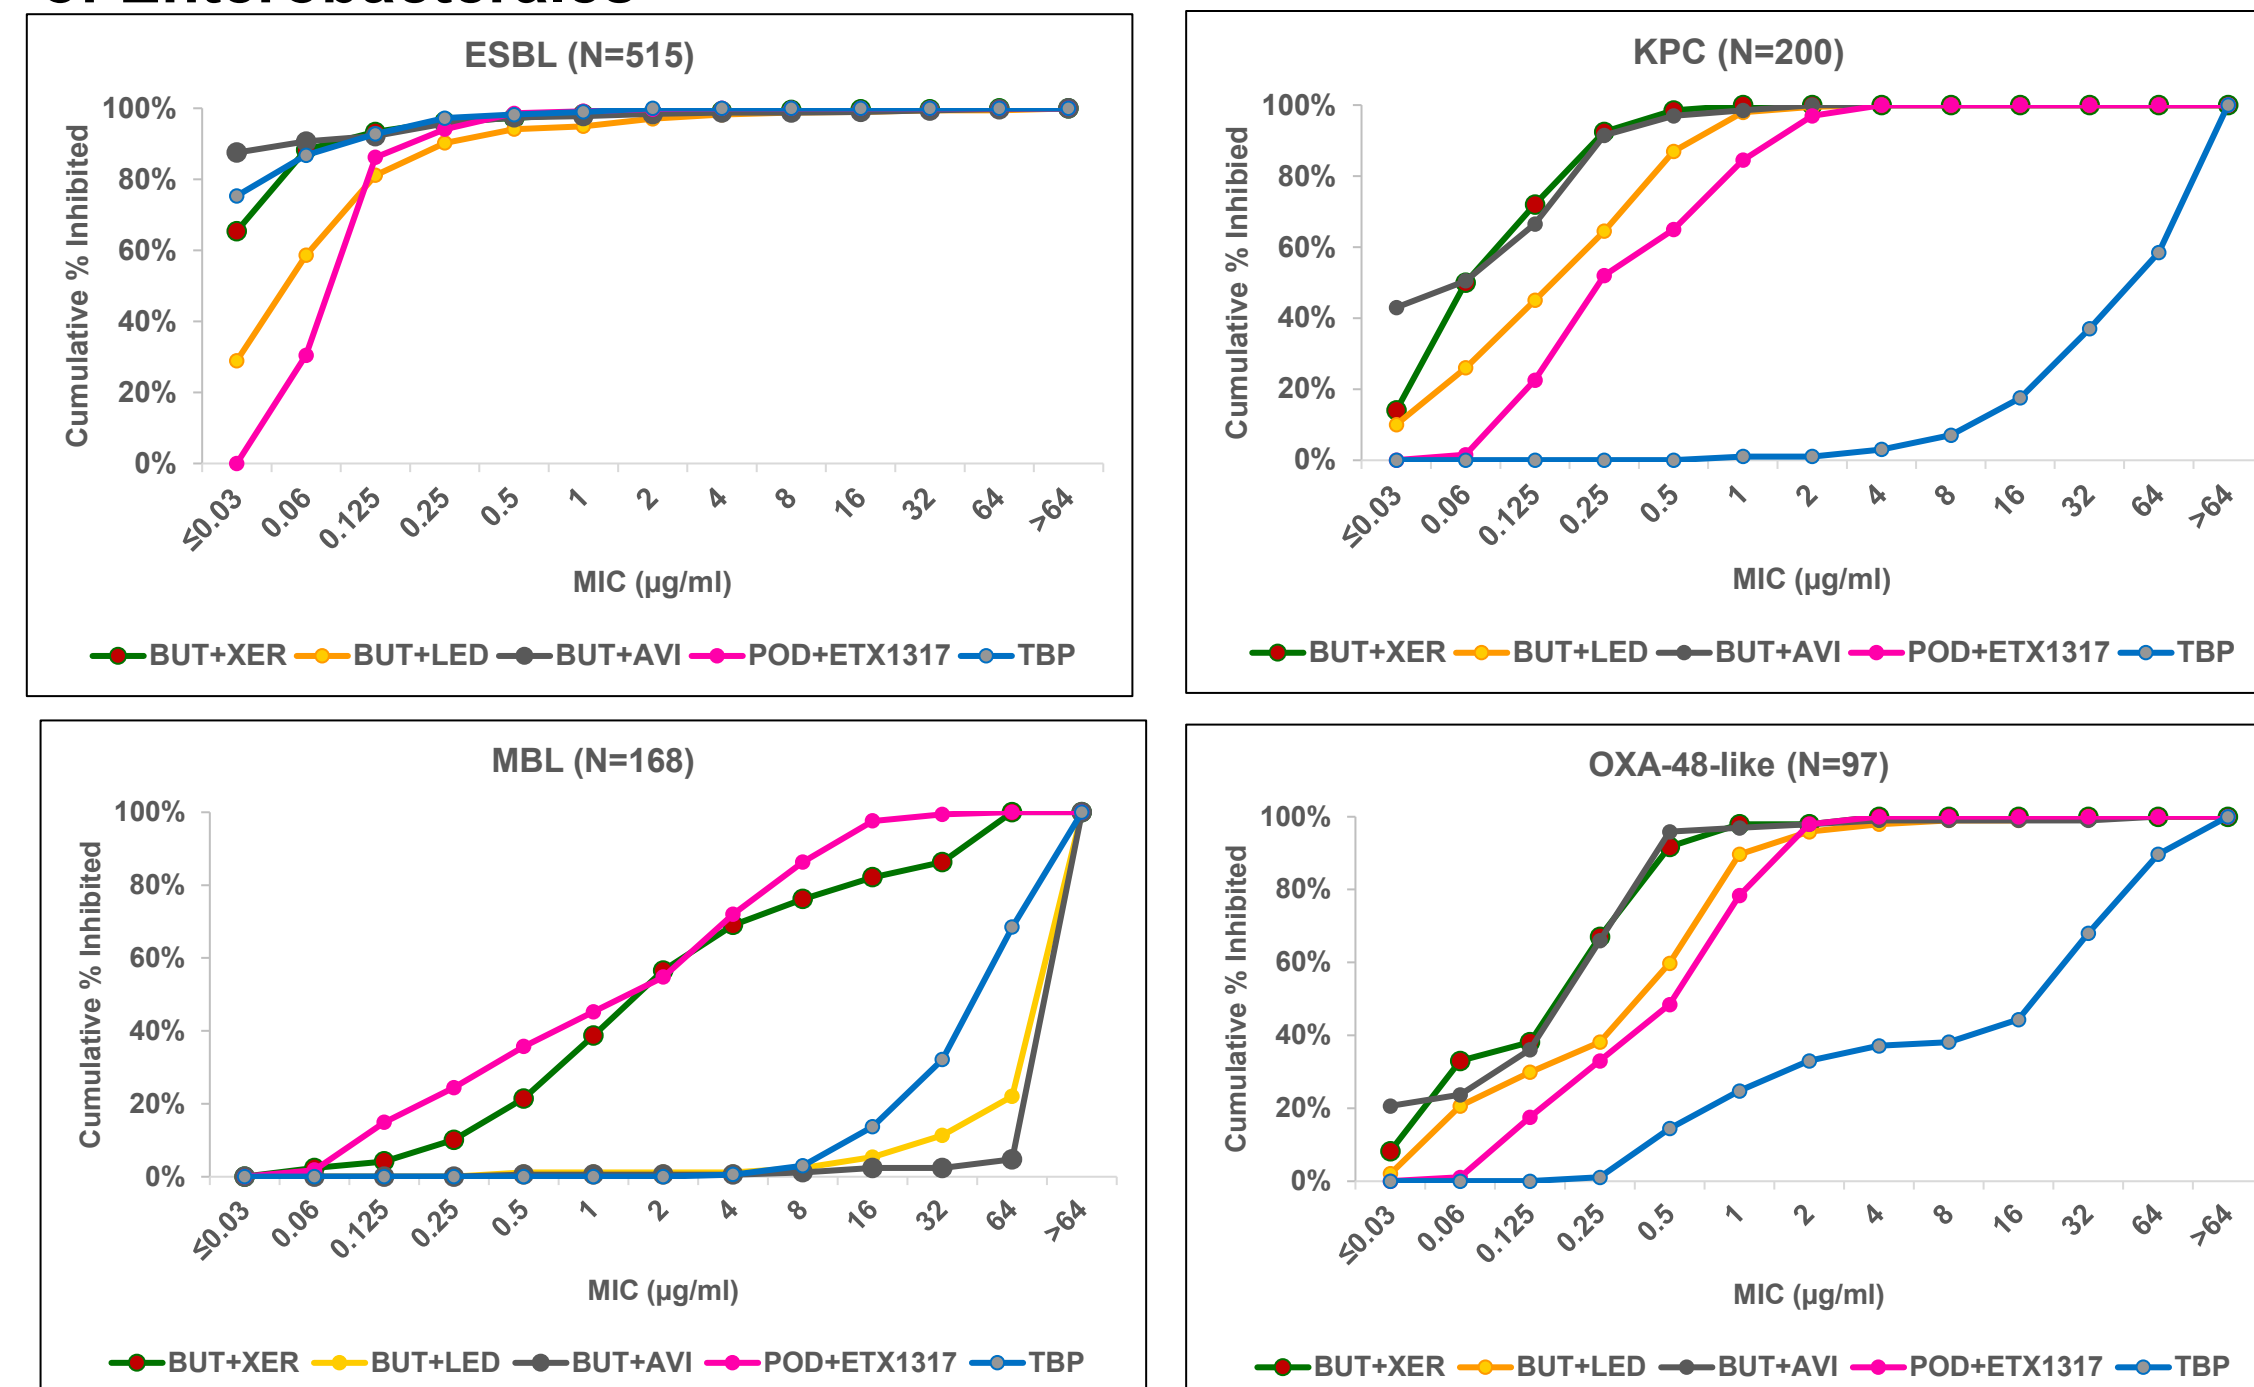 of Enterobacterales
ESBL (N=515)
100%
80%
60%
40%
20%
0%
Cumulative % Inhibited
≤0.03 0.06 0.125 0.25 0.5 1 2 4 8 16 32 64 >64
MIC (µg/ml)
BUT+XER BUT+LED BUT+AVI POD+ETX1317 TBP
KPC (N=200)
100%
80%
60%
40%
20%
0%
Cumulative % Inhibied
≤0.03 0.06 0.125 0.25 0.5 1 2 4 8 16 32 64 >64
MIC (µg/ml)
BUT+XER BUT+LED BUT+AVI POD+ETX1317 TBP
MBL (N=168)
100%
80%
60%
40%
20%
0%
Cumulative % Inhibited
≤0.03 0.06 0.125 0.25 0.5 1 2 4 8 16 32 64 >64
MIC (µg/ml)
BUT+XER BUT+LED BUT+AVI POD+ETX1317 TBP
OXA-48-like (N=97)
100%
80%
60%
40%
20%
0%
Cumulative % Inhibited
≤0.03 0.06 0.125 0.25 0.5 1 2 4 8 16 32 64 >64
MIC (µg/ml)
BUT+XER BUT+LED BUT+AVI POD+ETX1317 TBP